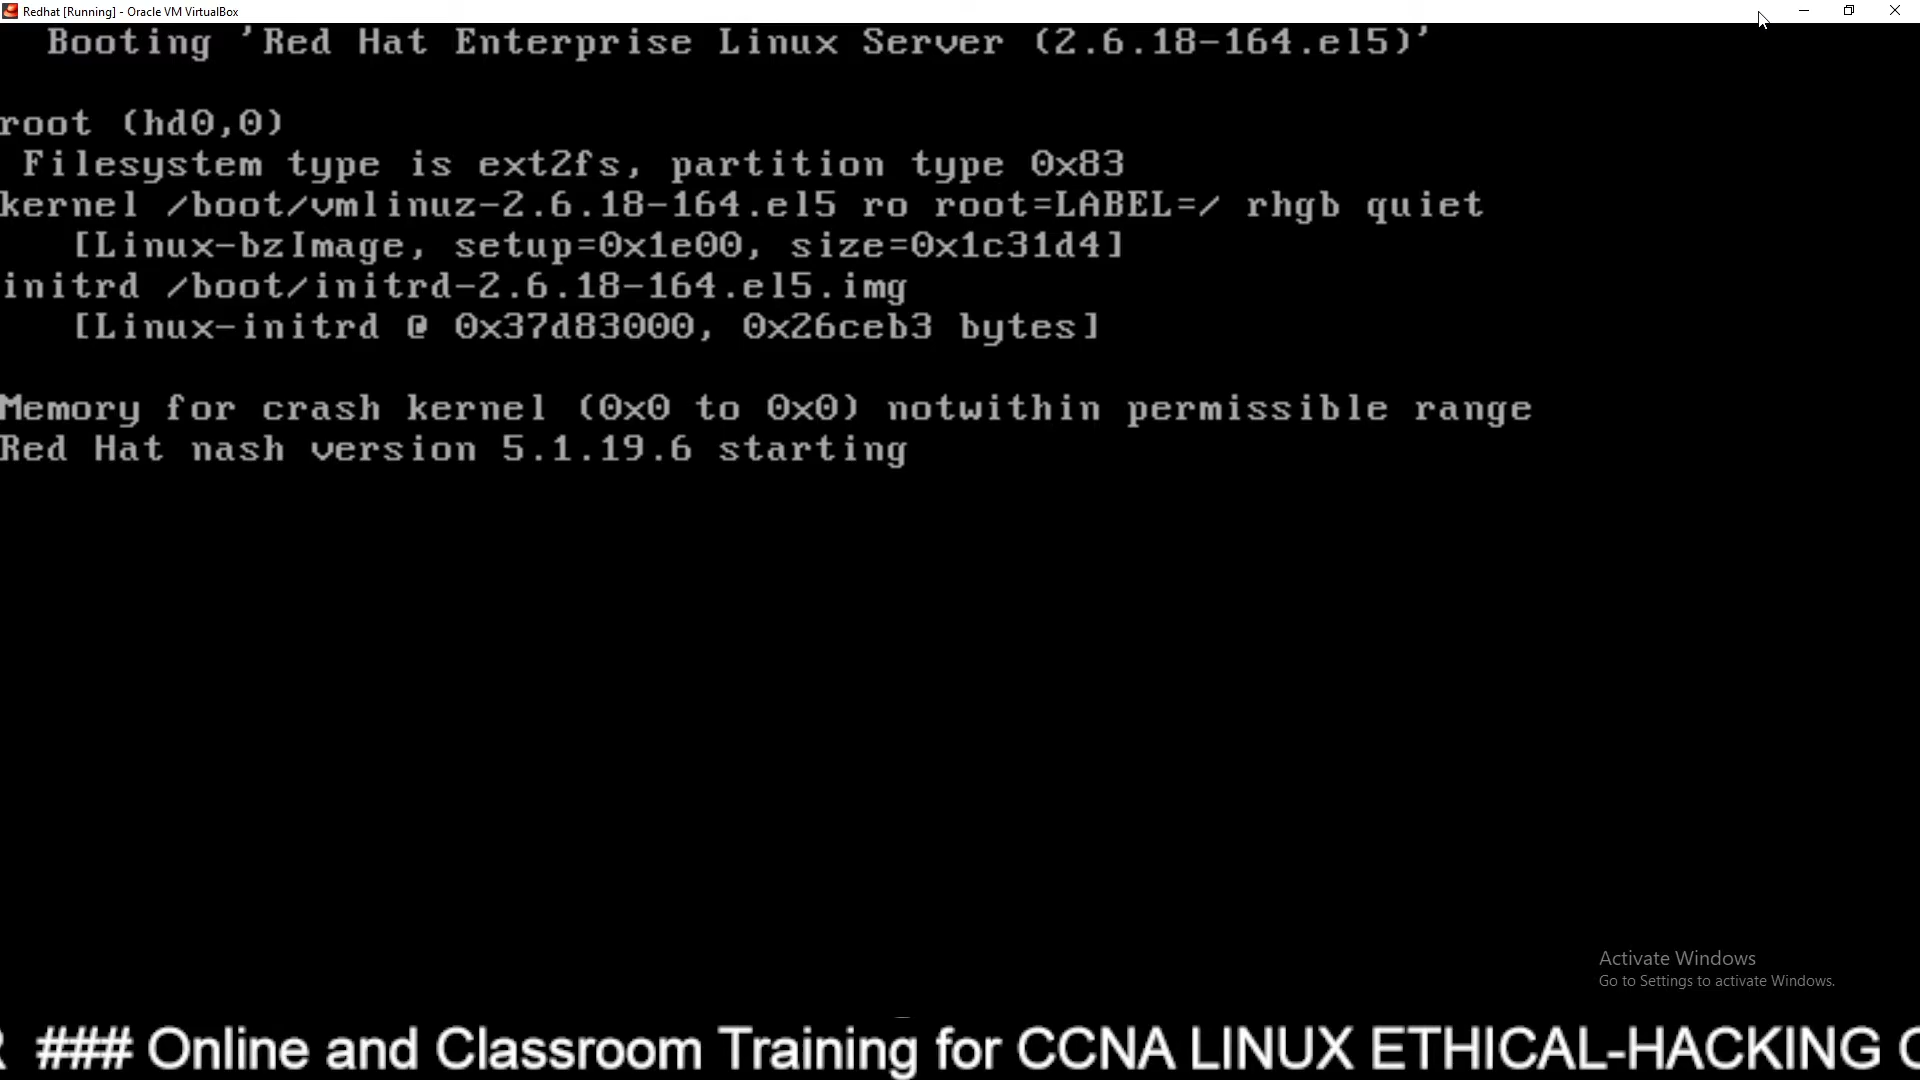 Redhat [Running] - Oracle VM VirtualBox
Booting 'Red Hat Enterprise Linux Server (2.6.18-164.el5)'
root (hd0,0)
Filesystem type is ext2fs, partition type 0x83
kernel /boot/vmlinuz-2.6.18-164.el5 ro root=LABEL=/ rhgb quiet
[Linux-bzImage, setup=0x1e00, size=0x1c31d4]
initrd /boot/initrd-2.6.18-164.el5.img
[Linux-initrd @ 0x37d83000, 0x26ceb3 bytes]
Memory for crash kernel (0x0 to 0x0) notwithin permissible range
Red Hat nash version 5.1.19.6 starting
Activate Windows
Go to Settings to activate Windows.
### Online and Classroom Training for CCNA LINUX ETHICAL-HACKING